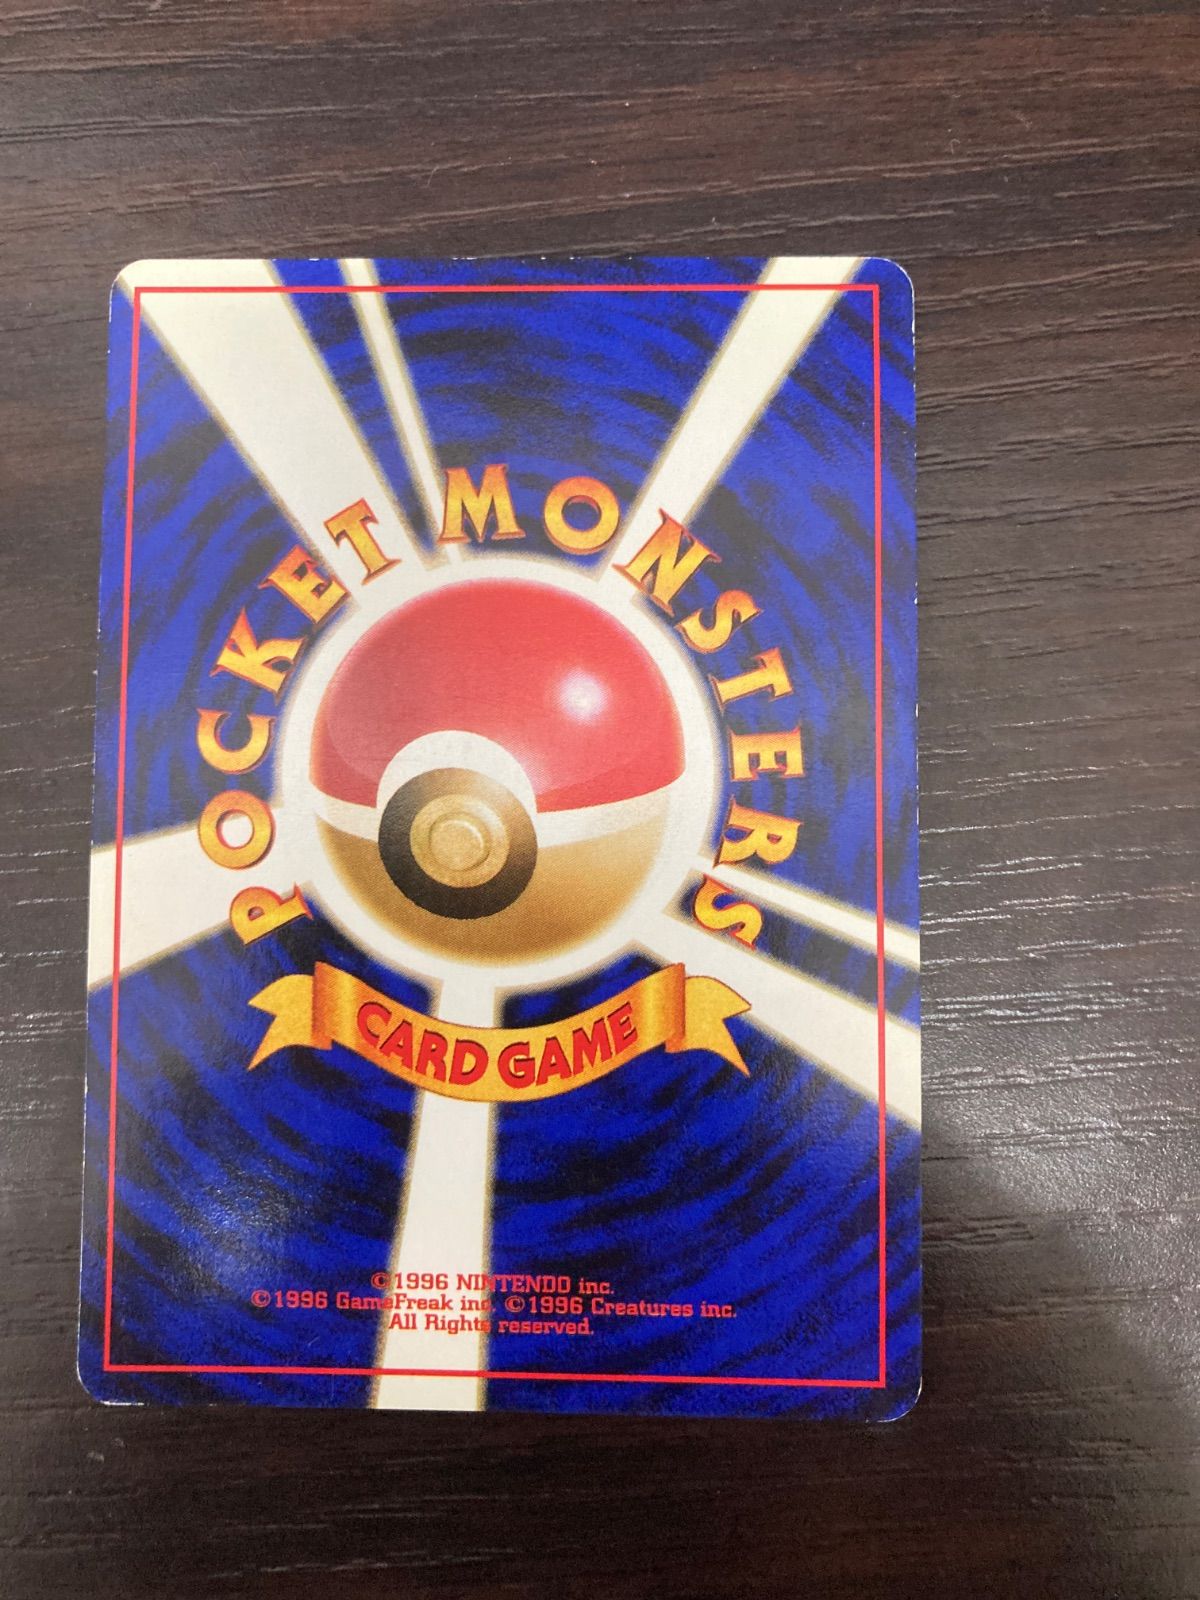 POCKET MONSTERS
CARD GAME
©1996 NINTENDO inc.
©1996 GameFreak inc. ©1996 Creatures inc.
All Rights reserved.